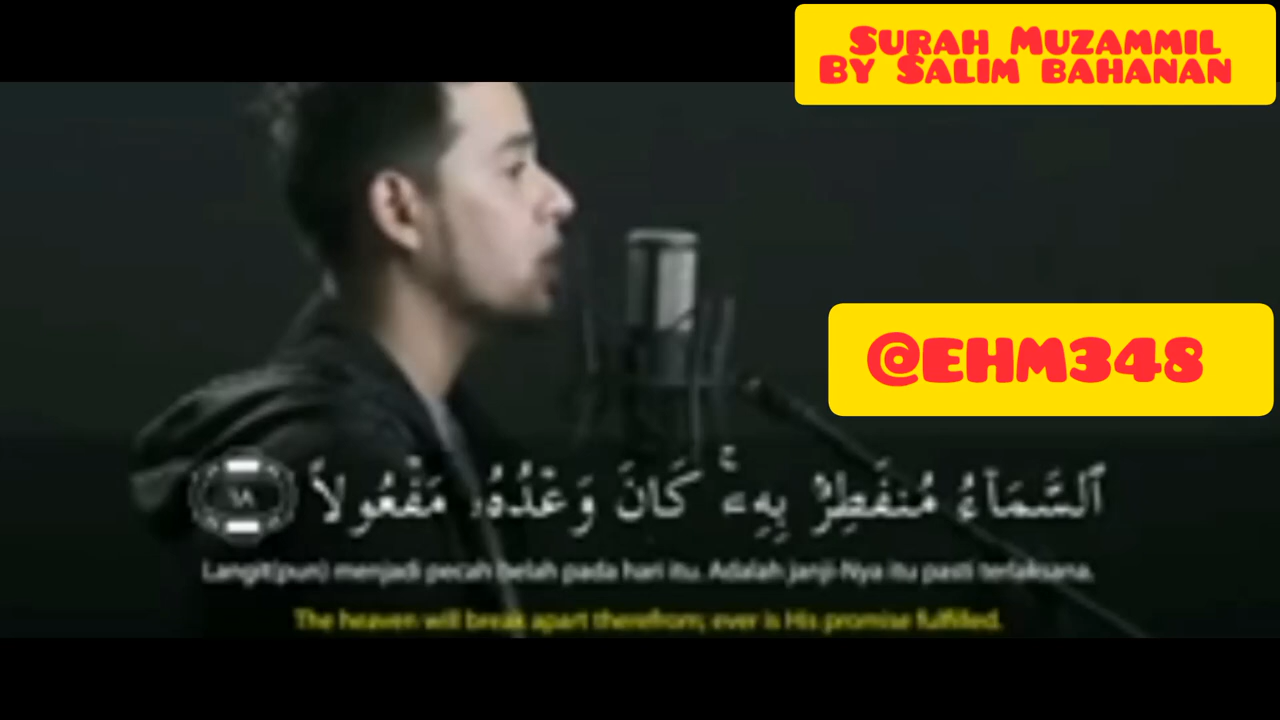 SURAH MUZAMMIL
BY SALIM BAHANAN
@EHM348
ٱلسَّمَآءُ مُنفَطِرٌۢ بِهِۦۚ كَانَ وَعْدُهُۥ مَفْعُولًا ١٨
Langit(pun) menjadi pecah belah pada hari itu. Adalah janji-Nya itu pasti terlaksana.
The heaven will break apart therefrom; ever is His promise fulfilled.